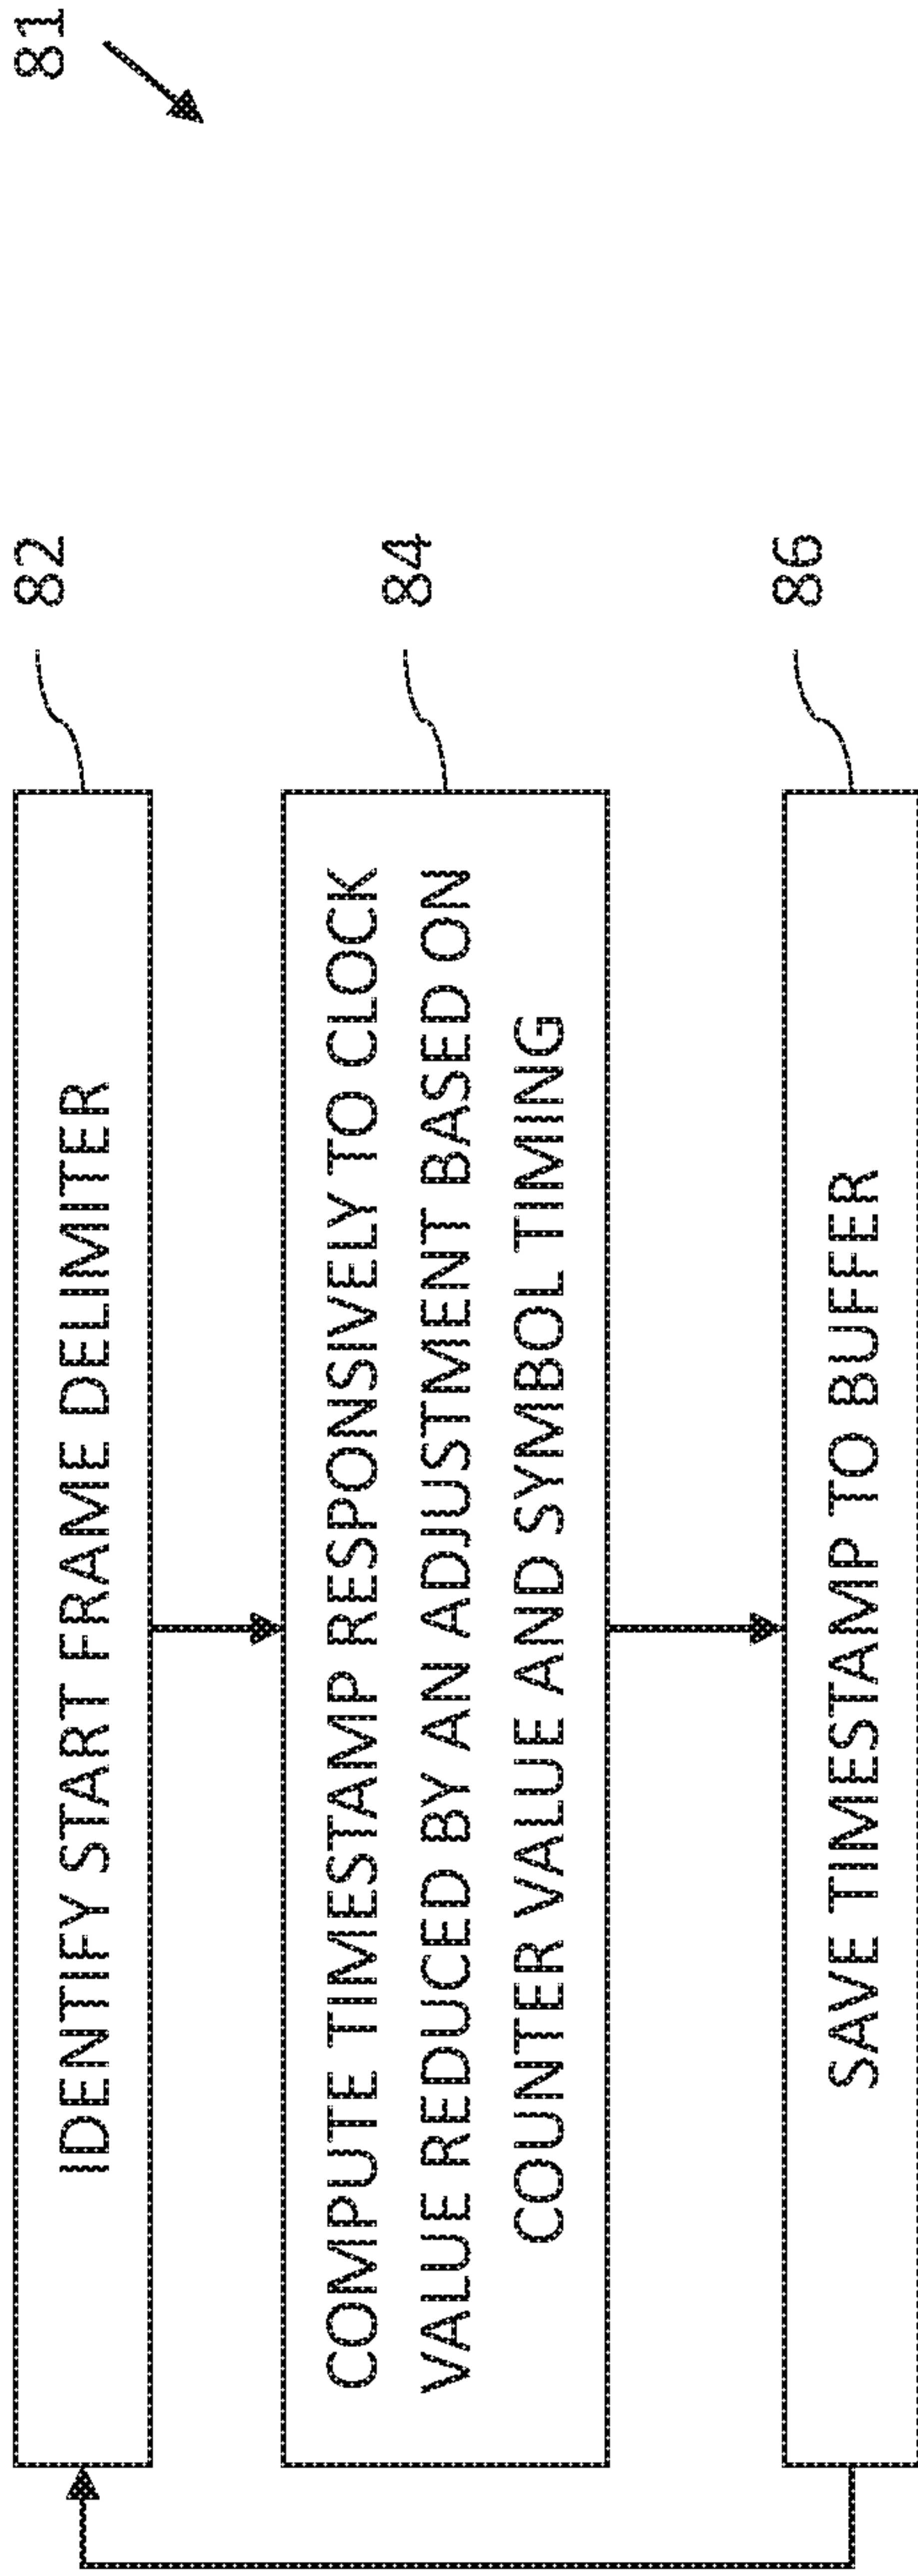 81
82
IDENTIFY START FRAME DELIMITER
84
COMPUTE TIMESTAMP RESPONSIVELY TO CLOCK
VALUE REDUCED BY AN ADJUSTMENT BASED ON
COUNTER VALUE AND SYMBOL TIMING
86
SAVE TIMESTAMP TO BUFFER